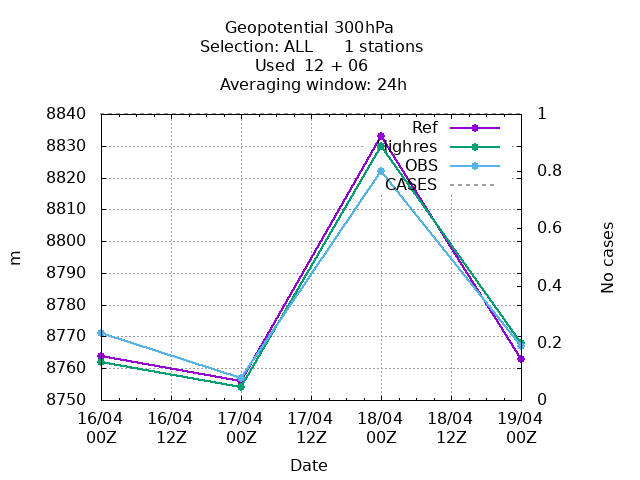 Geopotential 300hPa
Selection: ALL 1 stations
Used 12 + 06
Averaging window: 24h
8840
8830
8820
8810
8800
8790
8780
8770
8760
8750
1
0.8
0.6
0.4
0.2
0
m
No cases
Ref
Highres
OBS
CASES
16/04 16/04 17/04 17/04 18/04 18/04 19/04
00Z 12Z 00Z 12Z 00Z 12Z 00Z
Date